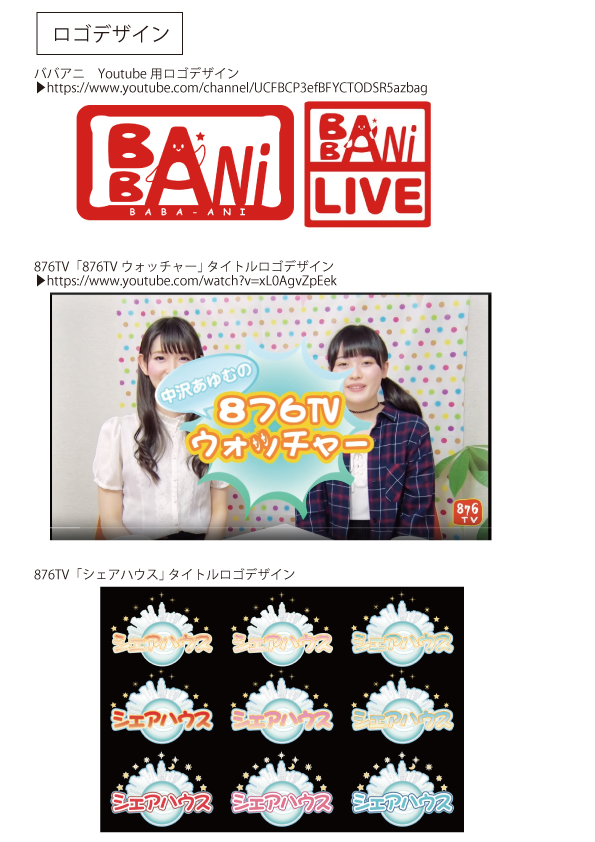 ロゴデザイン
ババアニ　Youtube 用ロゴデザイン
▶https://www.youtube.com/channel/UCFBCP3efBFYCTODSR5azbag
BA
BANi
BABA-ANI
BA
BANi
LIVE
876TV「876TV ウォッチャー」タイトルロゴデザイン
▶https://www.youtube.com/watch?v=xL0AgvZpEek
中沢あゆむの
876TV
ウォッチャー
876
TV
876TV「シェアハウス」タイトルロゴデザイン
シェアハウス
シェアハウス
シェアハウス
シェアハウス
シェアハウス
シェアハウス
シェアハウス
シェアハウス
シェアハウス